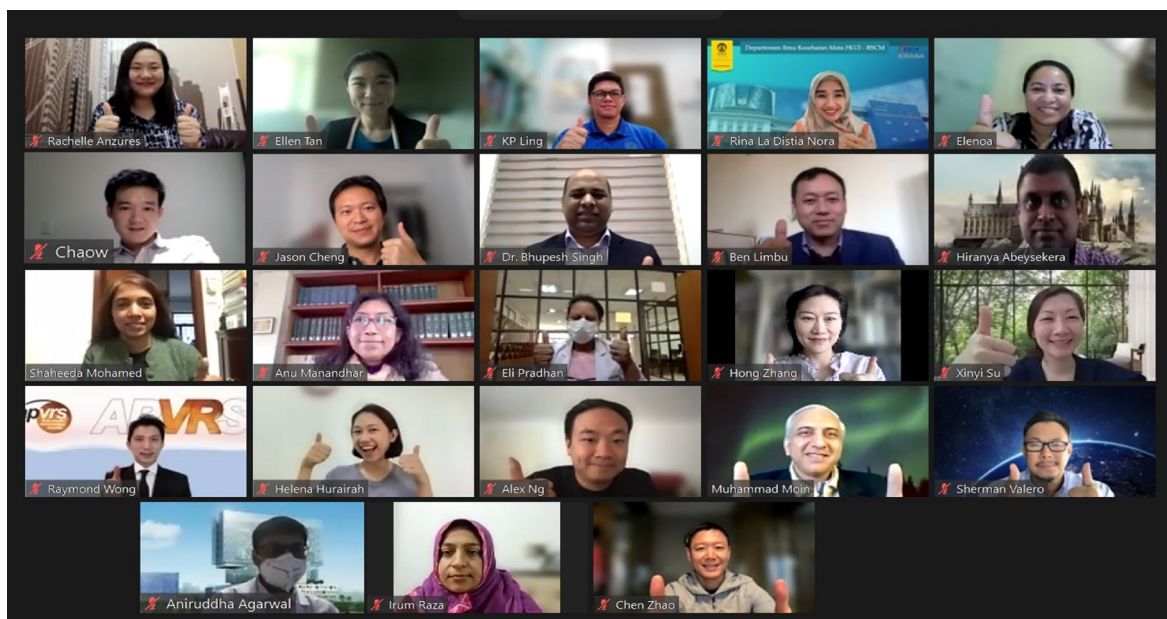 Rachelle Anzures
Ellen Tan
KP Ling
Departemen Ilmu Kesehatan Mata FKUI - RSCM
KIRANA
Rina La Distia Nora
Elenoa
Chaow
Jason Cheng
Dr. Bhupesh Singh
Ben Limbu
Hiranya Abeysekera
Shaheeda Mohamed
Anu Manandhar
Eli Pradhan
Hong Zhang
Xinyi Su
pvrs
APVRS
Raymond Wong
Helena Hurairah
Alex Ng
Muhammad Moin
Sherman Valero
Aniruddha Agarwal
Irum Raza
Chen Zhao